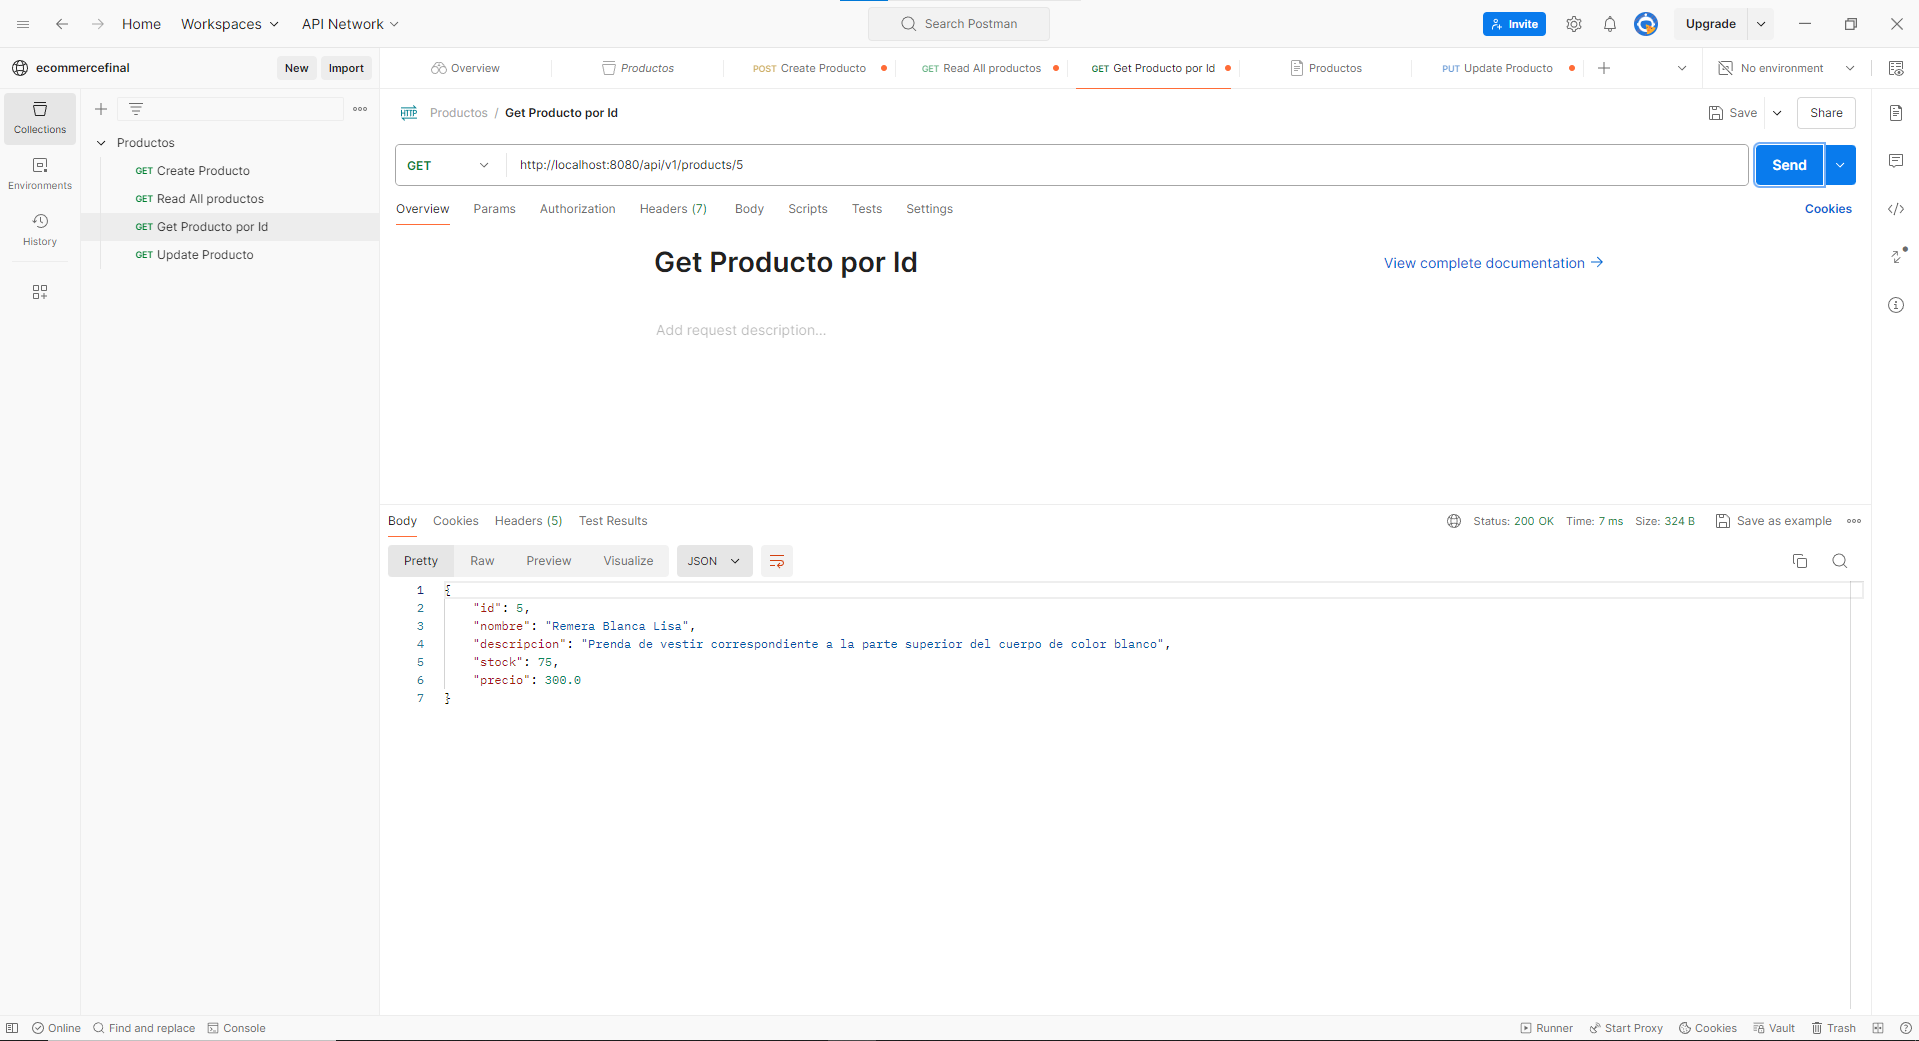 Home Workspaces API Network Search Postman Invite Upgrade
ecommercefinal New Import Overview Productos POST Create Producto GET Read All productos GET Get Producto por Id Productos PUT Update Producto No environment
Collections
Environments
History
Productos
GET Create Producto
GET Read All productos
GET Get Producto por Id
GET Update Producto
HTTP Productos / Get Producto por Id Save Share
GET http://localhost:8080/api/v1/products/5 Send
Overview Params Authorization Headers (7) Body Scripts Tests Settings Cookies
Get Producto por Id View complete documentation
Add request description...
Body Cookies Headers (5) Test Results Status: 200 OK Time: 7 ms Size: 324 B Save as example
Pretty Raw Preview Visualize JSON
1 {
2 "id": 5,
3 "nombre": "Remera Blanca Lisa",
4 "descripcion": "Prenda de vestir correspondiente a la parte superior del cuerpo de color blanco",
5 "stock": 75,
6 "precio": 300.0
7 }
Online Find and replace Console Runner Start Proxy Cookies Vault Trash